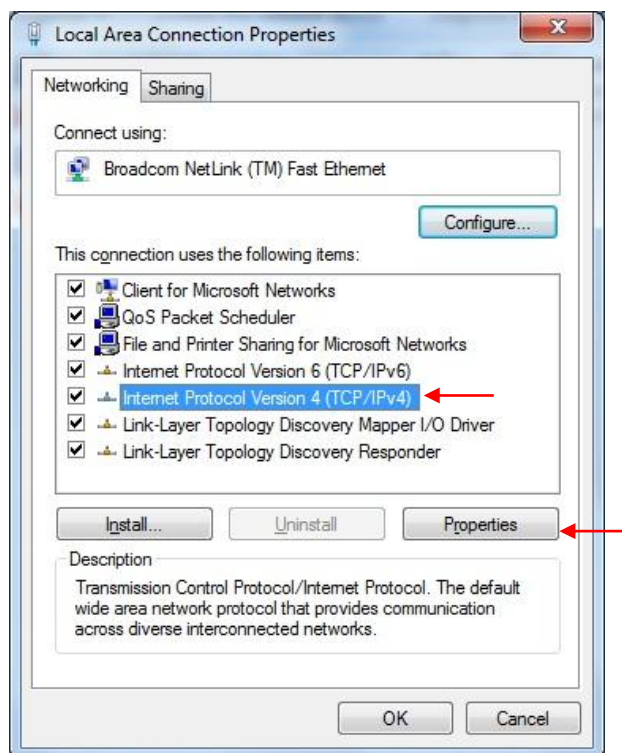 Local Area Connection Properties
Networking
Sharing
Connect using:
Broadcom NetLink (TM) Fast Ethernet
Configure...
This connection uses the following items:
Client for Microsoft Networks
QoS Packet Scheduler
File and Printer Sharing for Microsoft Networks
Internet Protocol Version 6 (TCP/IPv6)
Internet Protocol Version 4 (TCP/IPv4)
Link-Layer Topology Discovery Mapper I/O Driver
Link-Layer Topology Discovery Responder
Install...
Uninstall
Properties
Description
Transmission Control Protocol/Internet Protocol. The default
wide area network protocol that provides communication
across diverse interconnected networks.
OK
Cancel